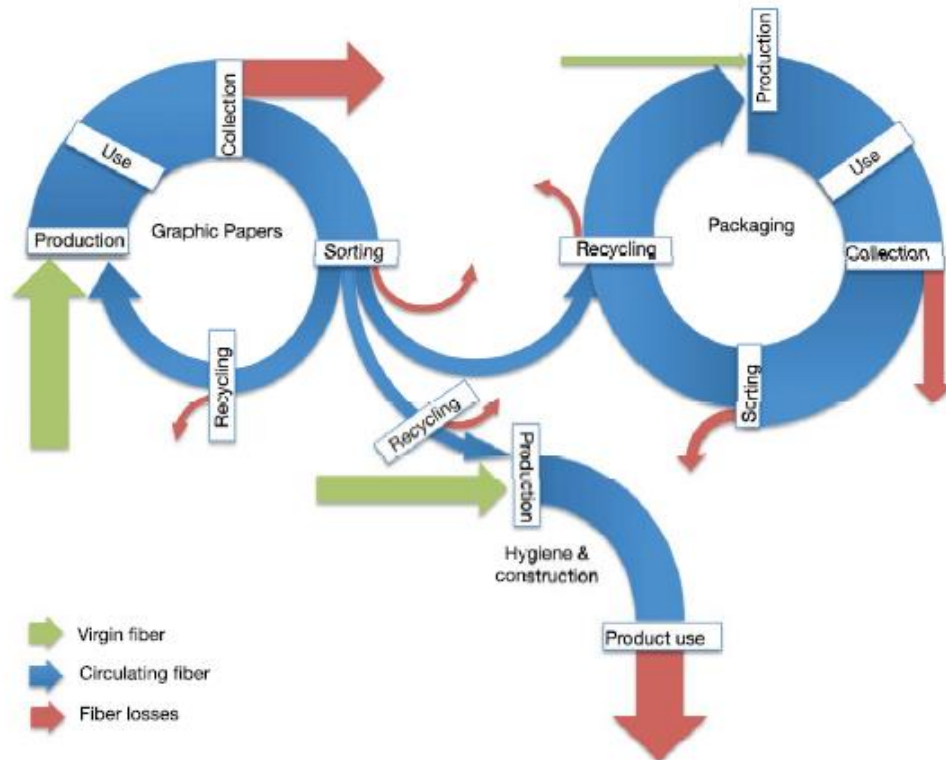 Production
Use
Collection
Graphic Papers
Sorting
Recycling
Recycling
Production
Hygiene &
construction
Product use
Production
Use
Collection
Packaging
Recycling
Sorting
Virgin fiber
Circulating fiber
Fiber losses